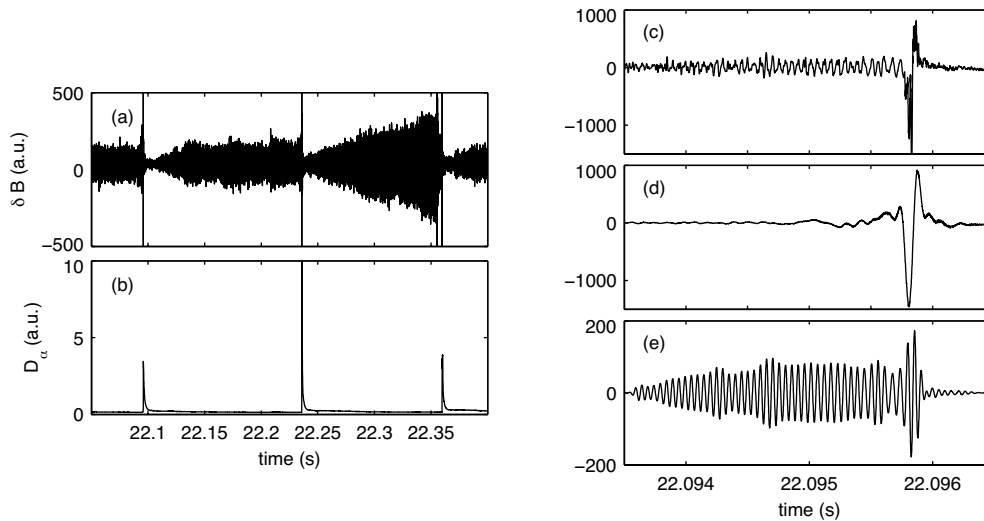 500
0
−500
δ B (a.u.)
(a)
10
5
0
D α (a.u.)
(b)
22.1 22.15 22.2 22.25 22.3 22.35
time (s)
1000
0
−1000
(c)
1000
0
−1000
(d)
200
0
−200
(e)
22.094 22.095 22.096
time (s)